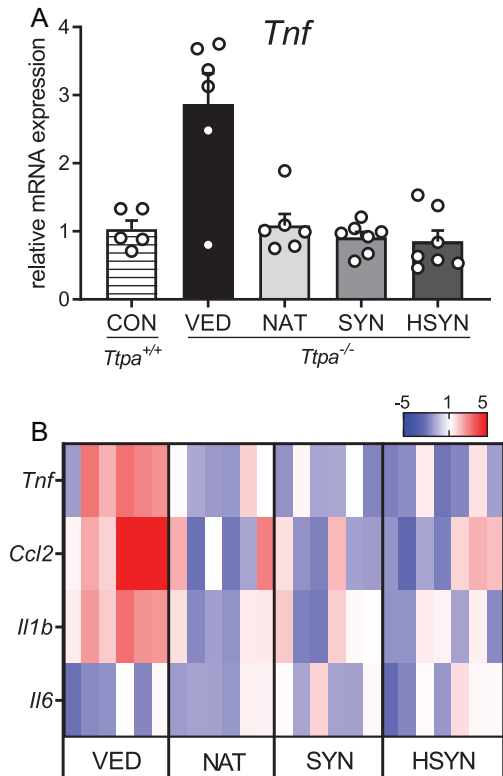 A
Tnf
relative mRNA expression
4
3
2
1
0
CON VED NAT SYN HSYN
Ttpa+/+ Ttpa-/-
B
-5 1 5
Tnf
Ccl2
Il1b
Il6
VED NAT SYN HSYN